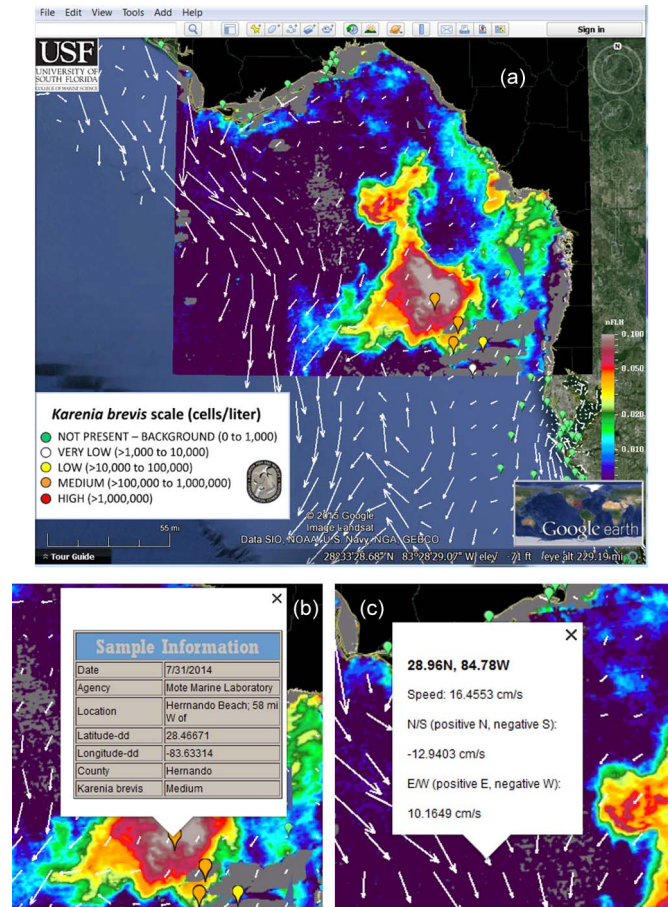 File Edit View Tools Add Window Help
Sign in
USF
UNIVERSITY OF
SOUTH FLORIDA
COLLEGE OF MARINE SCIENCE
(a)
N
nFLH
0.100
0.050
0.020
0.010
Karenia brevis scale (cells/liter)
NOT PRESENT – BACKGROUND (0 to 1,000)
VERY LOW (>1,000 to 10,000)
LOW (>10,000 to 100,000)
MEDIUM (>100,000 to 1,000,000)
HIGH (>1,000,000)
55 mi
© 2015 Google
Image Landsat
Data SIO, NOAA, U.S. Navy, NGA, GEBCO
Google earth
Tour Guide
28°33'28.68" N 83°28'29.07" W elev -71 ft eye alt 229.19 mi
(b)
Sample Information
Date 7/31/2014
Agency Mote Marine Laboratory
Location Herrnando Beach; 58 mi
W of
Latitude-dd 28.46671
Longitude-dd -83.63314
County Hernando
Karenia brevis Medium
(c)
28.96N, 84.78W
Speed: 16.4553 cm/s
N/S (positive N, negative S):
-12.9403 cm/s
E/W (positive E, negative W):
10.1649 cm/s